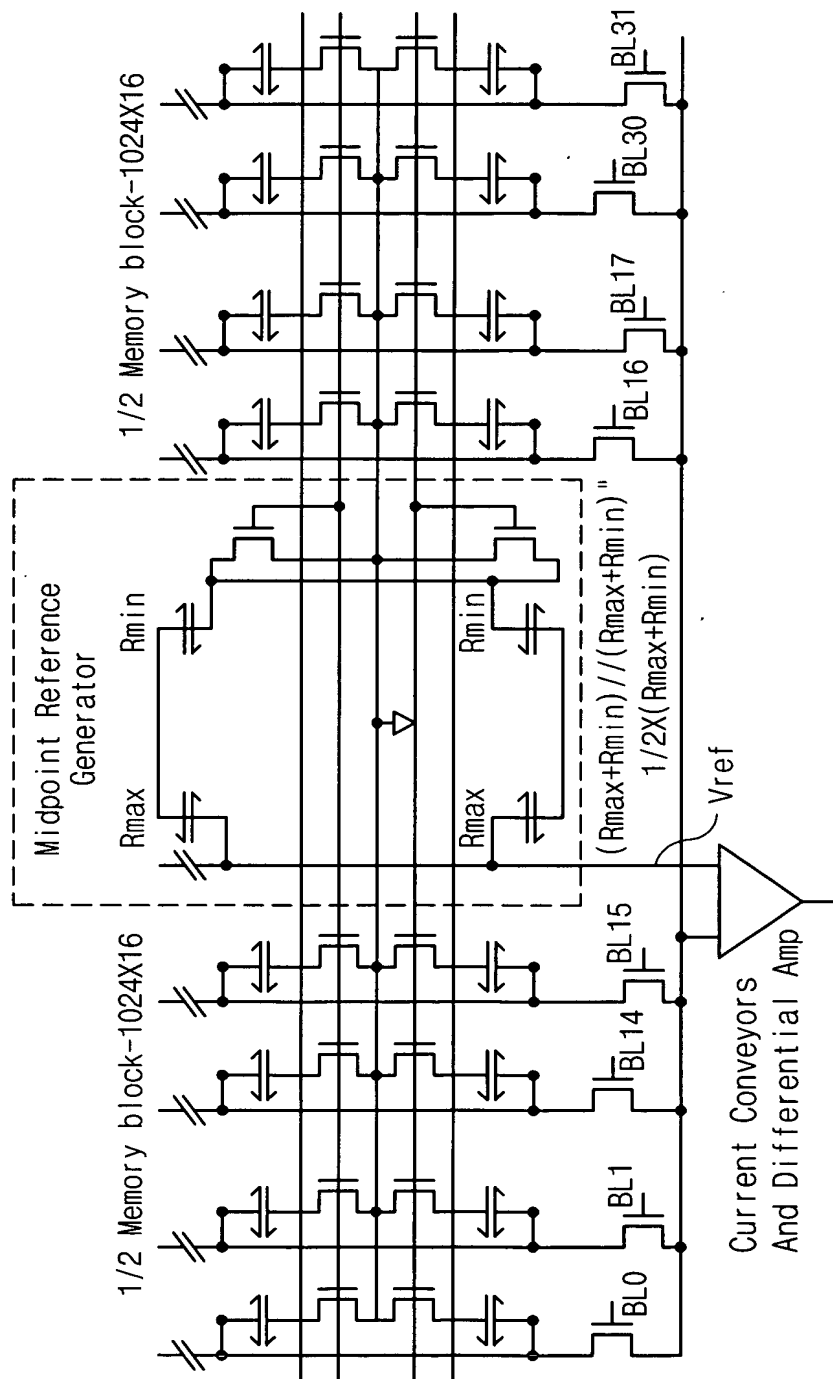 1/2 Memory block-1024X16
Midpoint Reference
Generator
1/2 Memory block-1024X16
Rmax
Rmin
Rmax
Rmin
(Rmax+Rmin)//(Rmax+Rmin)"
1/2X(Rmax+Rmin)
BL0
BL1
BL14
BL15
Vref
BL16
BL17
BL30
BL31
Current Conveyors
And Differential Amp